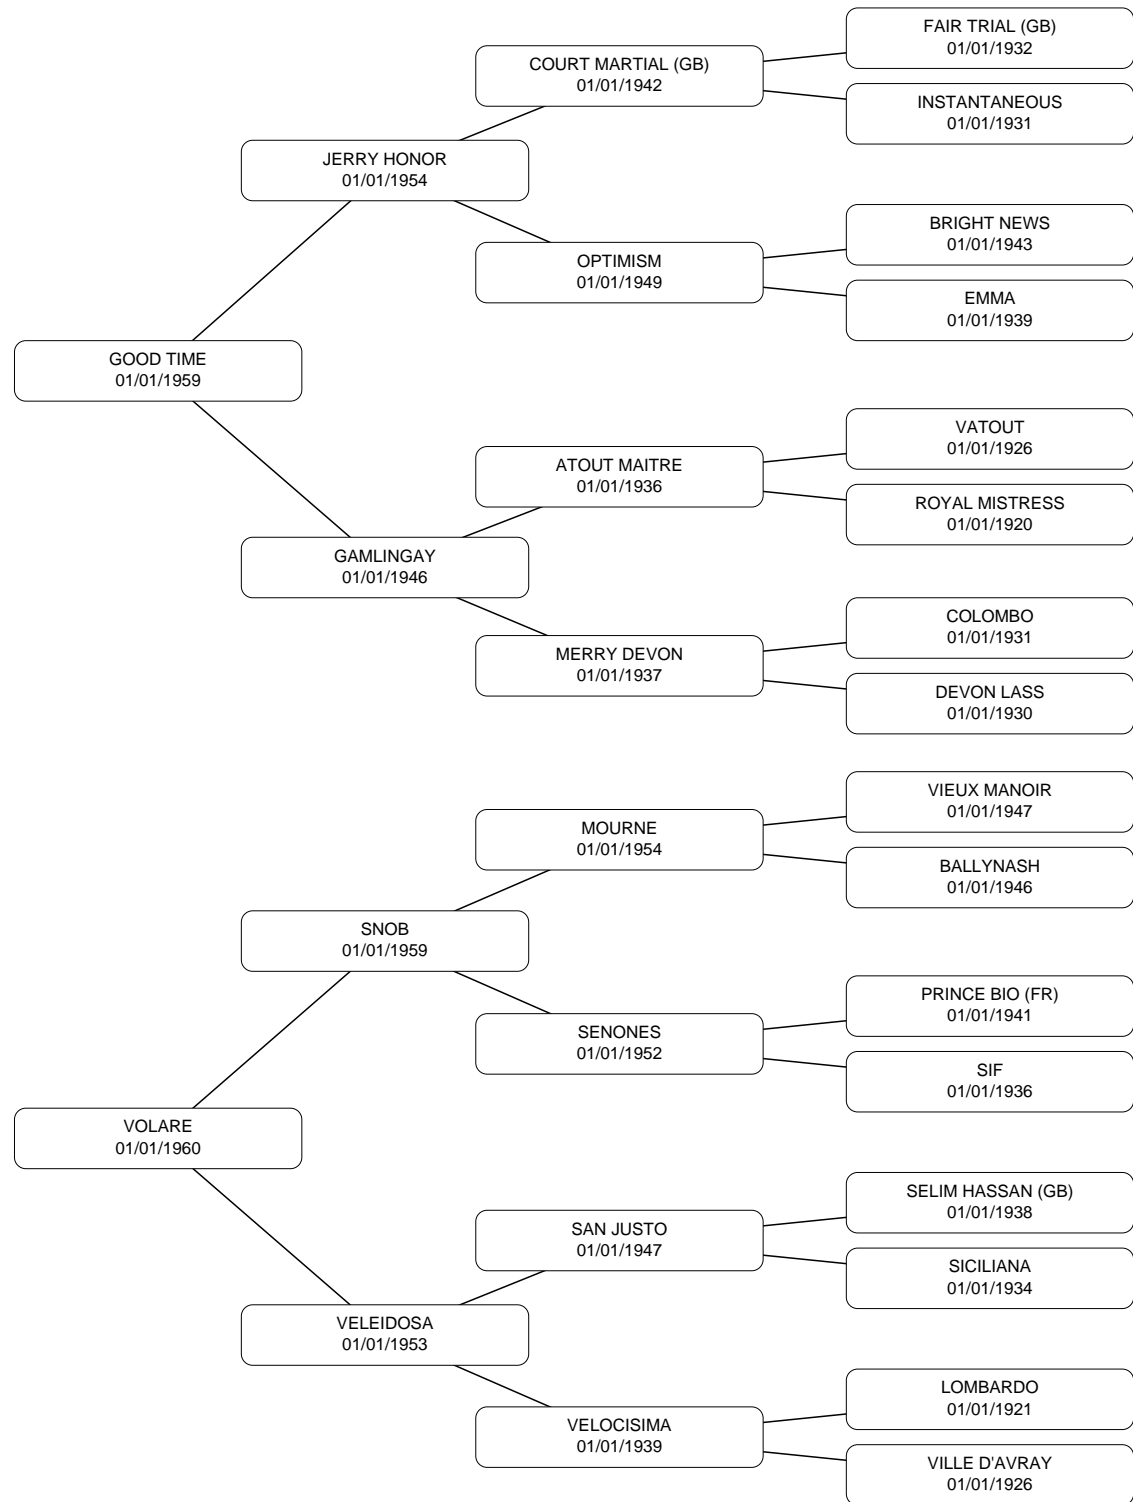 FAIR TRIAL (GB)
01/01/1932
COURT MARTIAL (GB)
01/01/1942
INSTANTANEOUS
01/01/1931
JERRY HONOR
01/01/1954
BRIGHT NEWS
01/01/1943
OPTIMISM
01/01/1949
EMMA
01/01/1939
GOOD TIME
01/01/1959
VATOUT
01/01/1926
ATOUT MAITRE
01/01/1936
ROYAL MISTRESS
01/01/1920
GAMLINGAY
01/01/1946
COLOMBO
01/01/1931
MERRY DEVON
01/01/1937
DEVON LASS
01/01/1930
VIEUX MANOIR
01/01/1947
MOURNE
01/01/1954
BALLYNASH
01/01/1946
SNOB
01/01/1959
PRINCE BIO (FR)
01/01/1941
SENONES
01/01/1952
SIF
01/01/1936
VOLARE
01/01/1960
SELIM HASSAN (GB)
01/01/1938
SAN JUSTO
01/01/1947
SICILIANA
01/01/1934
VELEIDOSA
01/01/1953
LOMBARDO
01/01/1921
VELOCISIMA
01/01/1939
VILLE D'AVRAY
01/01/1926